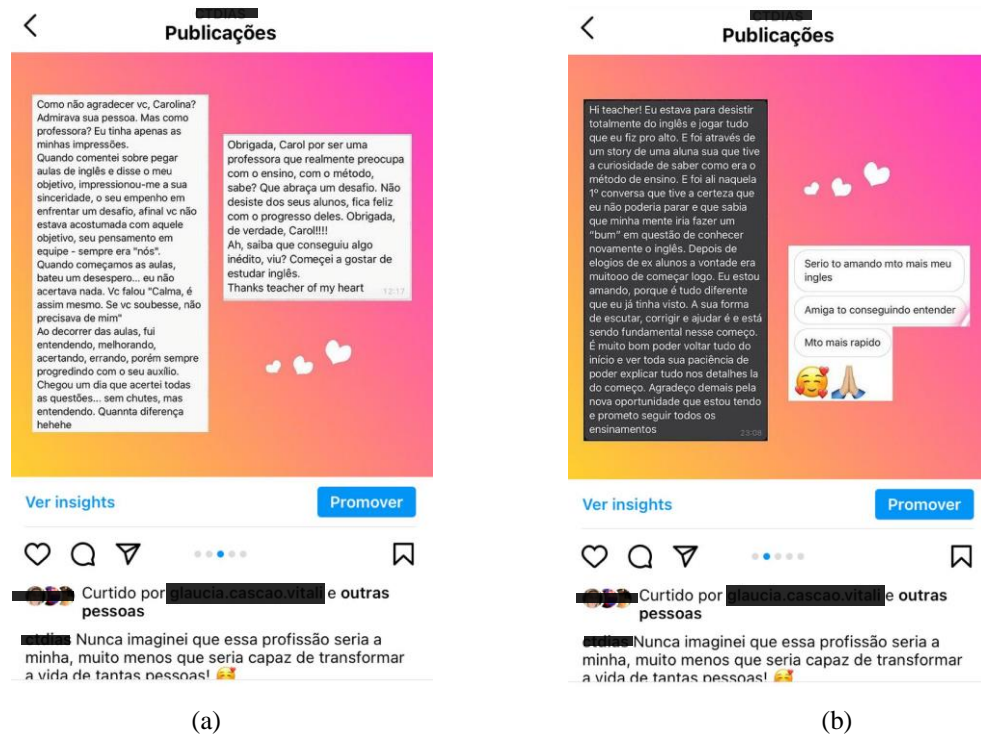 Publicações
Como não agradecer vc, Carolina?
Admirava sua pessoa. Mas como
professora? Eu tinha apenas as
minhas impressões.
Quando comentei sobre pegar
aulas de inglês e disse o meu
objetivo, impressionou-me a sua
sinceridade, o seu empenho em
enfrentar um desafio, afinal vc não
estava acostumada com aquele
objetivo, seu pensamento em
equipe - sempre era "nós".
Quando começamos as aulas,
bateu um desespero... eu não
acertava nada. Vc falou "Calma, é
assim mesmo. Se vc soubesse, não
precisava de mim"
Ao decorrer das aulas, fui
entendendo, melhorando,
acertando, errando, porém sempre
progredindo com o seu auxílio.
Chegou um dia que acertei todas
as questões... sem chutes, mas
entendendo. Quannta diferença
hehehe
Obrigada, Carol por ser uma
professora que realmente preocupa
com o ensino, com o método,
sabe? Que abraça um desafio. Não
desiste dos seus alunos, fica feliz
com o progresso deles. Obrigada,
de verdade, Carol!!!!
Ah, saiba que conseguiu algo
inédito, viu? Começei a gostar de
estudar inglês.
Thanks teacher of my heart 12:17
Ver insights
Promover
Curtido por e outras
pessoas
Nunca imaginei que essa profissão seria a
minha, muito menos que seria capaz de transformar
a vida de tantas pessoas! 🥰
(a)
Publicações
Hi teacher! Eu estava para desistir
totalmente do inglês e jogar tudo
que eu fiz pro alto. E foi através de
um story de uma aluna sua que tive
a curiosidade de saber como era o
método de ensino. E foi ali naquela
1º conversa que tive a certeza que
eu não poderia parar e que sabia
que minha mente iria fazer um
“bum” em questão de conhecer
novamente o inglês. Depois de
elogios de ex alunos a vontade era
muitooo de começar logo. Eu estou
amando, porque é tudo diferente
que eu já tinha visto. A sua forma
de escutar, corrigir e ajudar é e está
sendo fundamental nesse começo.
É muito bom poder voltar tudo do
início e ver toda sua paciência de
poder explicar tudo nos detalhes la
do começo. Agradeço demais pela
nova oportunidade que estou tendo
e prometo seguir todos os
ensinamentos 23:08
Serio to amando mto mais meu
ingles
Amiga to conseguindo entender
Mto mais rapido
🥰🙏🏼
Ver insights
Promover
Curtido por e outras
pessoas
Nunca imaginei que essa profissão seria a
minha, muito menos que seria capaz de transformar
a vida de tantas pessoas! 🥰
(b)